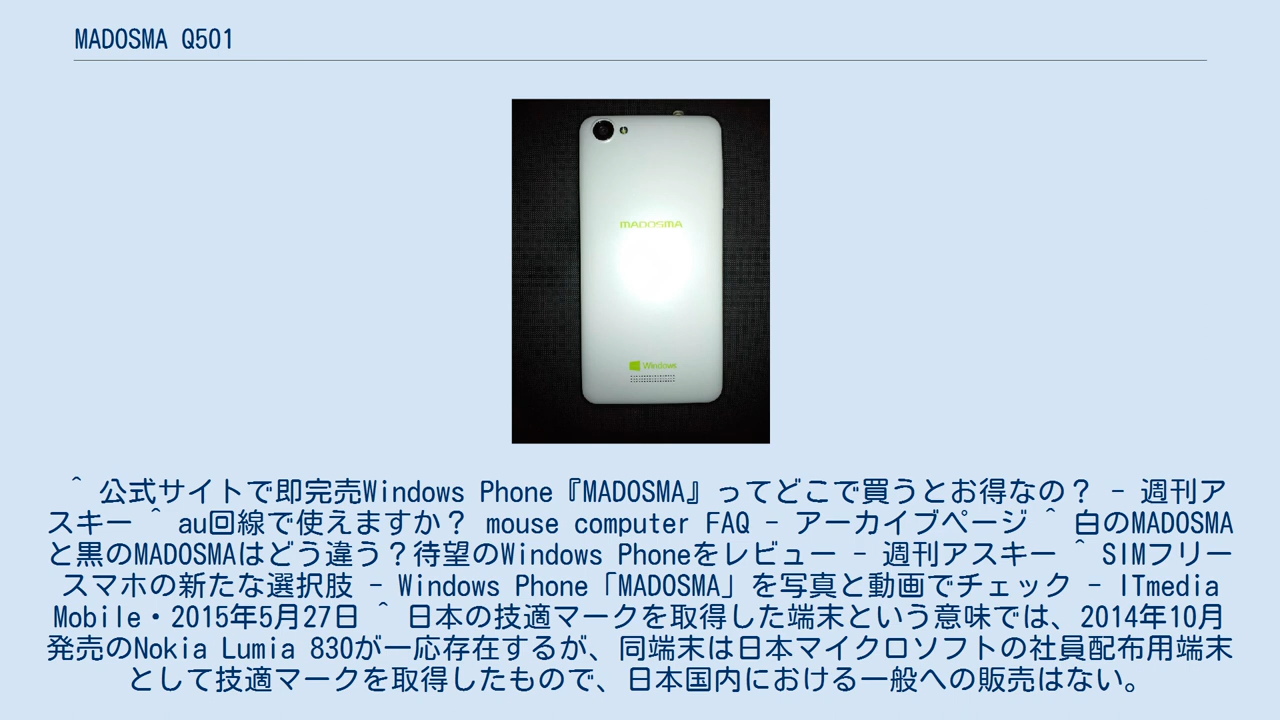 MADOSMA Q501
MADOSMA
Windows
^ 公式サイトで即完売Windows Phone『MADOSMA』ってどこで買うとお得なの？ - 週刊ア
スキー ^ au回線で使えますか？ mouse computer FAQ - アーカイブページ ^ 白のMADOSMA
と黒のMADOSMAはどう違う？待望のWindows Phoneをレビュー - 週刊アスキー ^ SIMフリー
スマホの新たな選択肢 - Windows Phone「MADOSMA」を写真と動画でチェック - ITmedia
Mobile・2015年5月27日 ^ 日本の技適マークを取得した端末という意味では、2014年10月
発売のNokia Lumia 830が一応存在するが、同端末は日本マイクロソフトの社員配布用端末
として技適マークを取得したもので、日本国内における一般への販売はない。